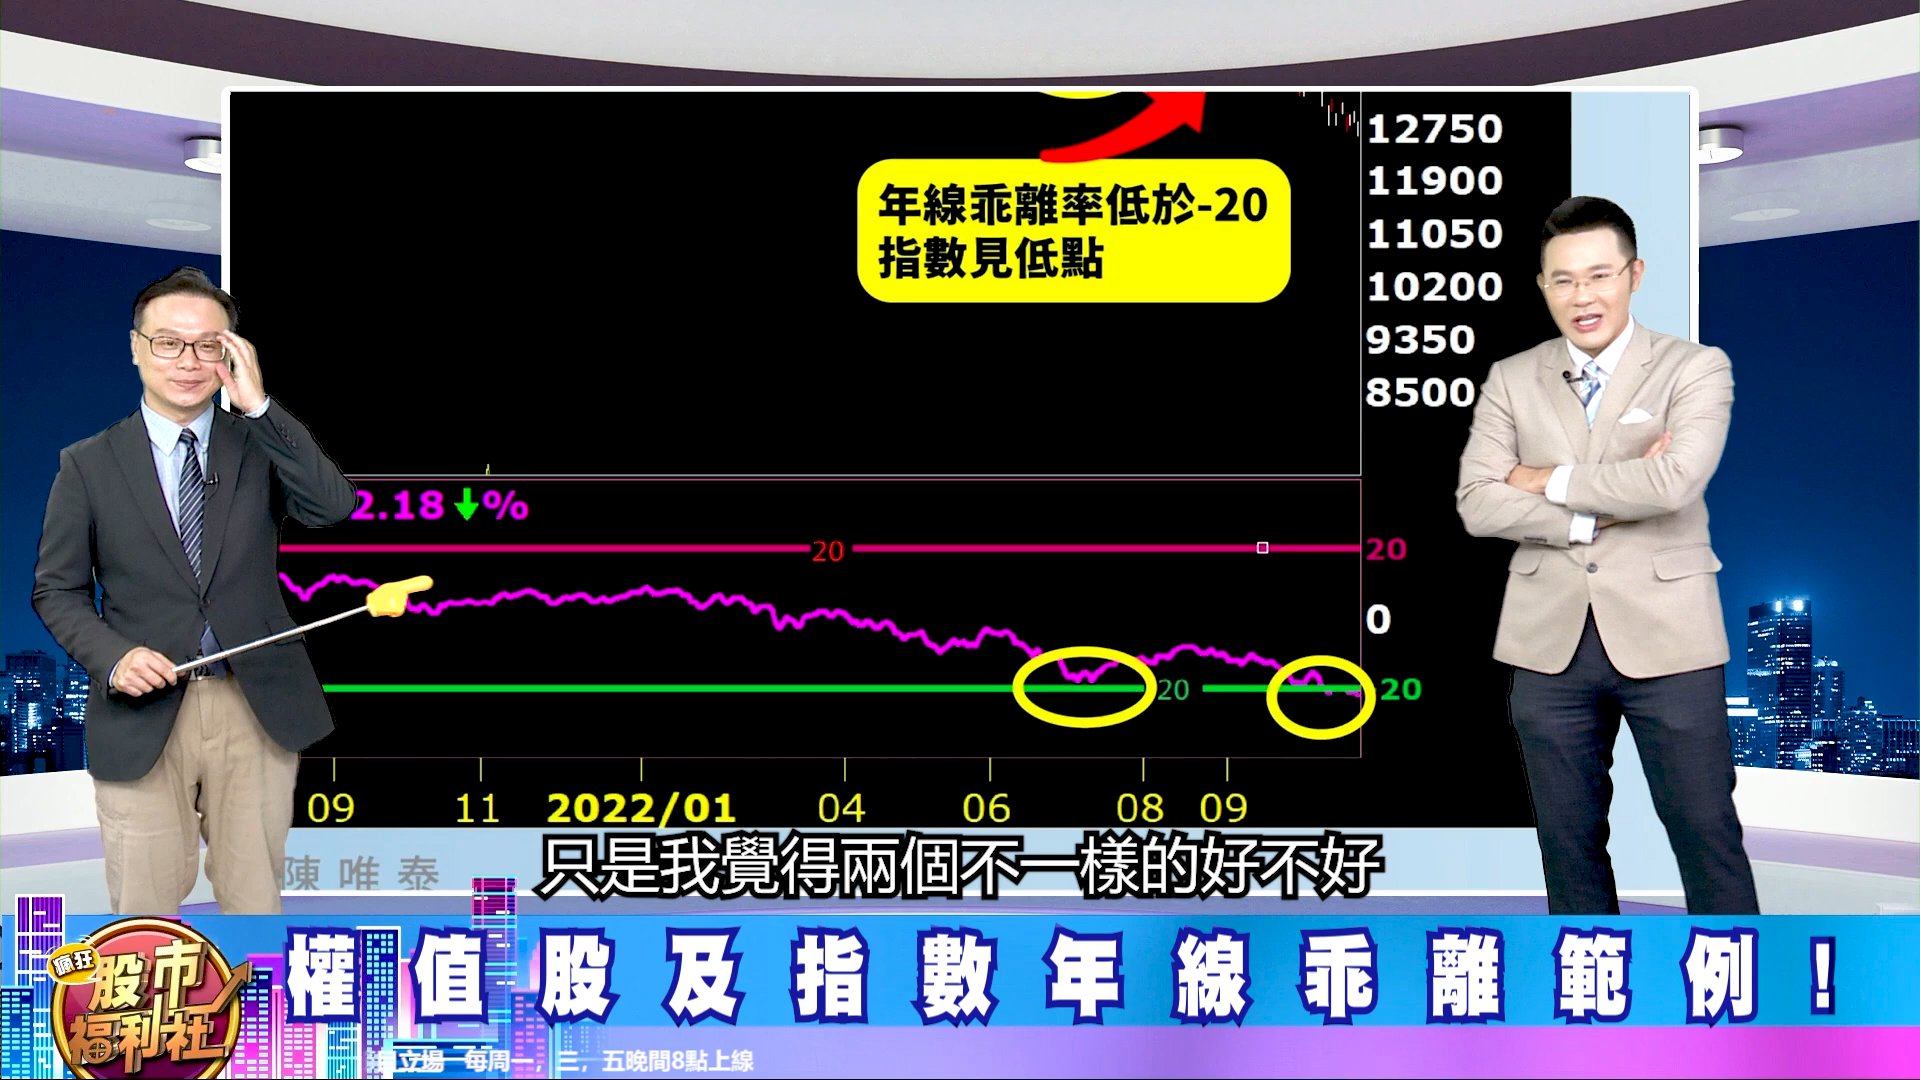 12750
11900
11050
10200
9350
8500
年線乖離率低於-20
指數見低點
2.18↓%
20
20
0
20
20
09
11
2022/01
04
06
08
09
陳唯泰
只是我覺得兩個不一樣的好不好
權值股及指數年線乖離範例!
瘋狂
股市
福利社
立場 每周一,三,五晚間8點上線